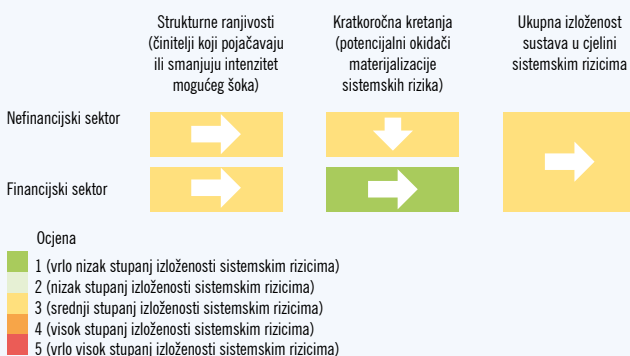 Strukturne ranjivosti
(činitelji koji pojačavaju
ili smanjuju intenzitet
mogućeg šoka)
Kratkoročna kretanja
(potencijalni okidači
materijalizacije
sistemskih rizika)
Ukupna izloženost
sustava u cjelini
sistemskim rizicima
Nefinancijski sektor
Financijski sektor
Ocjena
1 (vrlo nizak stupanj izloženosti sistemskim rizicima)
2 (nizak stupanj izloženosti sistemskim rizicima)
3 (srednji stupanj izloženosti sistemskim rizicima)
4 (visok stupanj izloženosti sistemskim rizicima)
5 (vrlo visok stupanj izloženosti sistemskim rizicima)